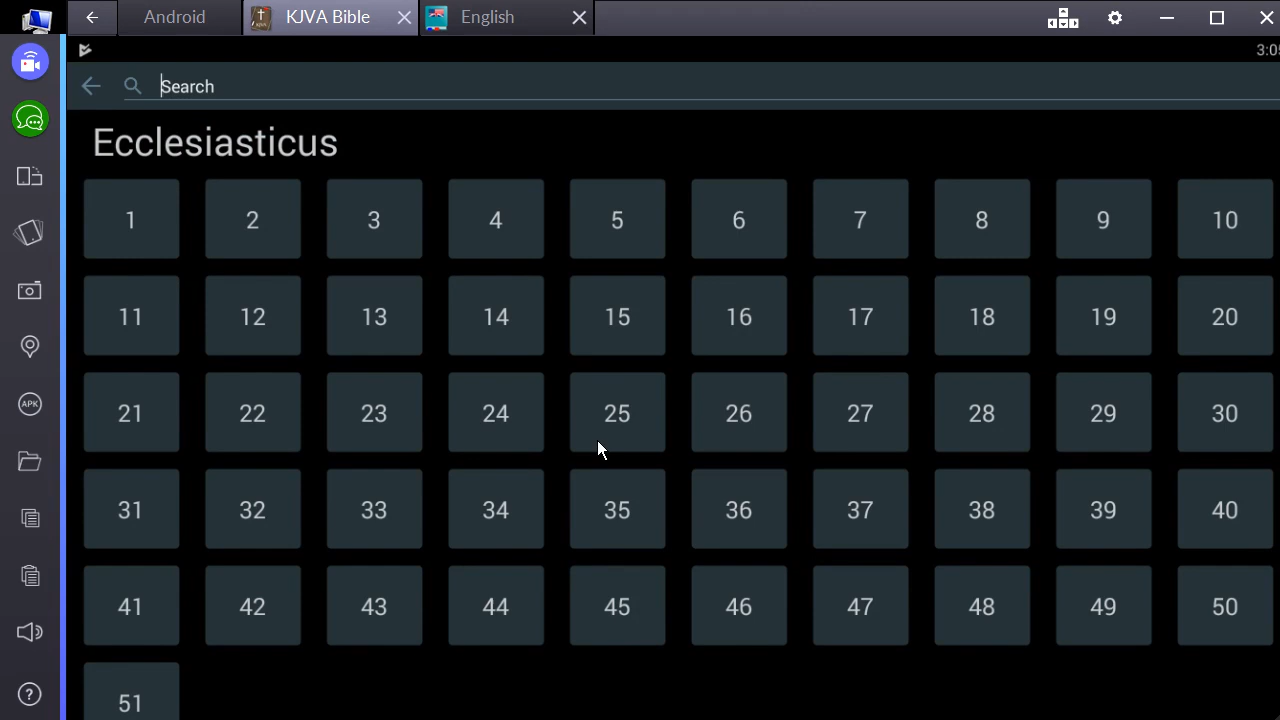 Android KJVA Bible English
3:05
Search
Ecclesiasticus
1 2 3 4 5 6 7 8 9 10
11 12 13 14 15 16 17 18 19 20
21 22 23 24 25 26 27 28 29 30
31 32 33 34 35 36 37 38 39 40
APK
41 42 43 44 45 46 47 48 49 50
51